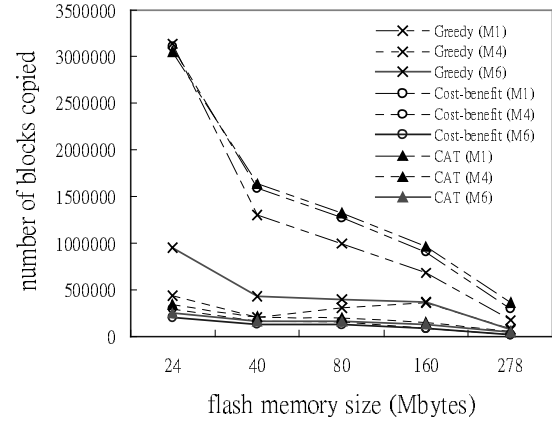 number of blocks copied
3500000
3000000
2500000
2000000
1500000
1000000
500000
0
Greedy (M1)
Greedy (M4)
Greedy (M6)
Cost-benefit (M1)
Cost-benefit (M4)
Cost-benefit (M6)
CAT (M1)
CAT (M4)
CAT (M6)
24 40 80 160 278
flash memory size (Mbytes)